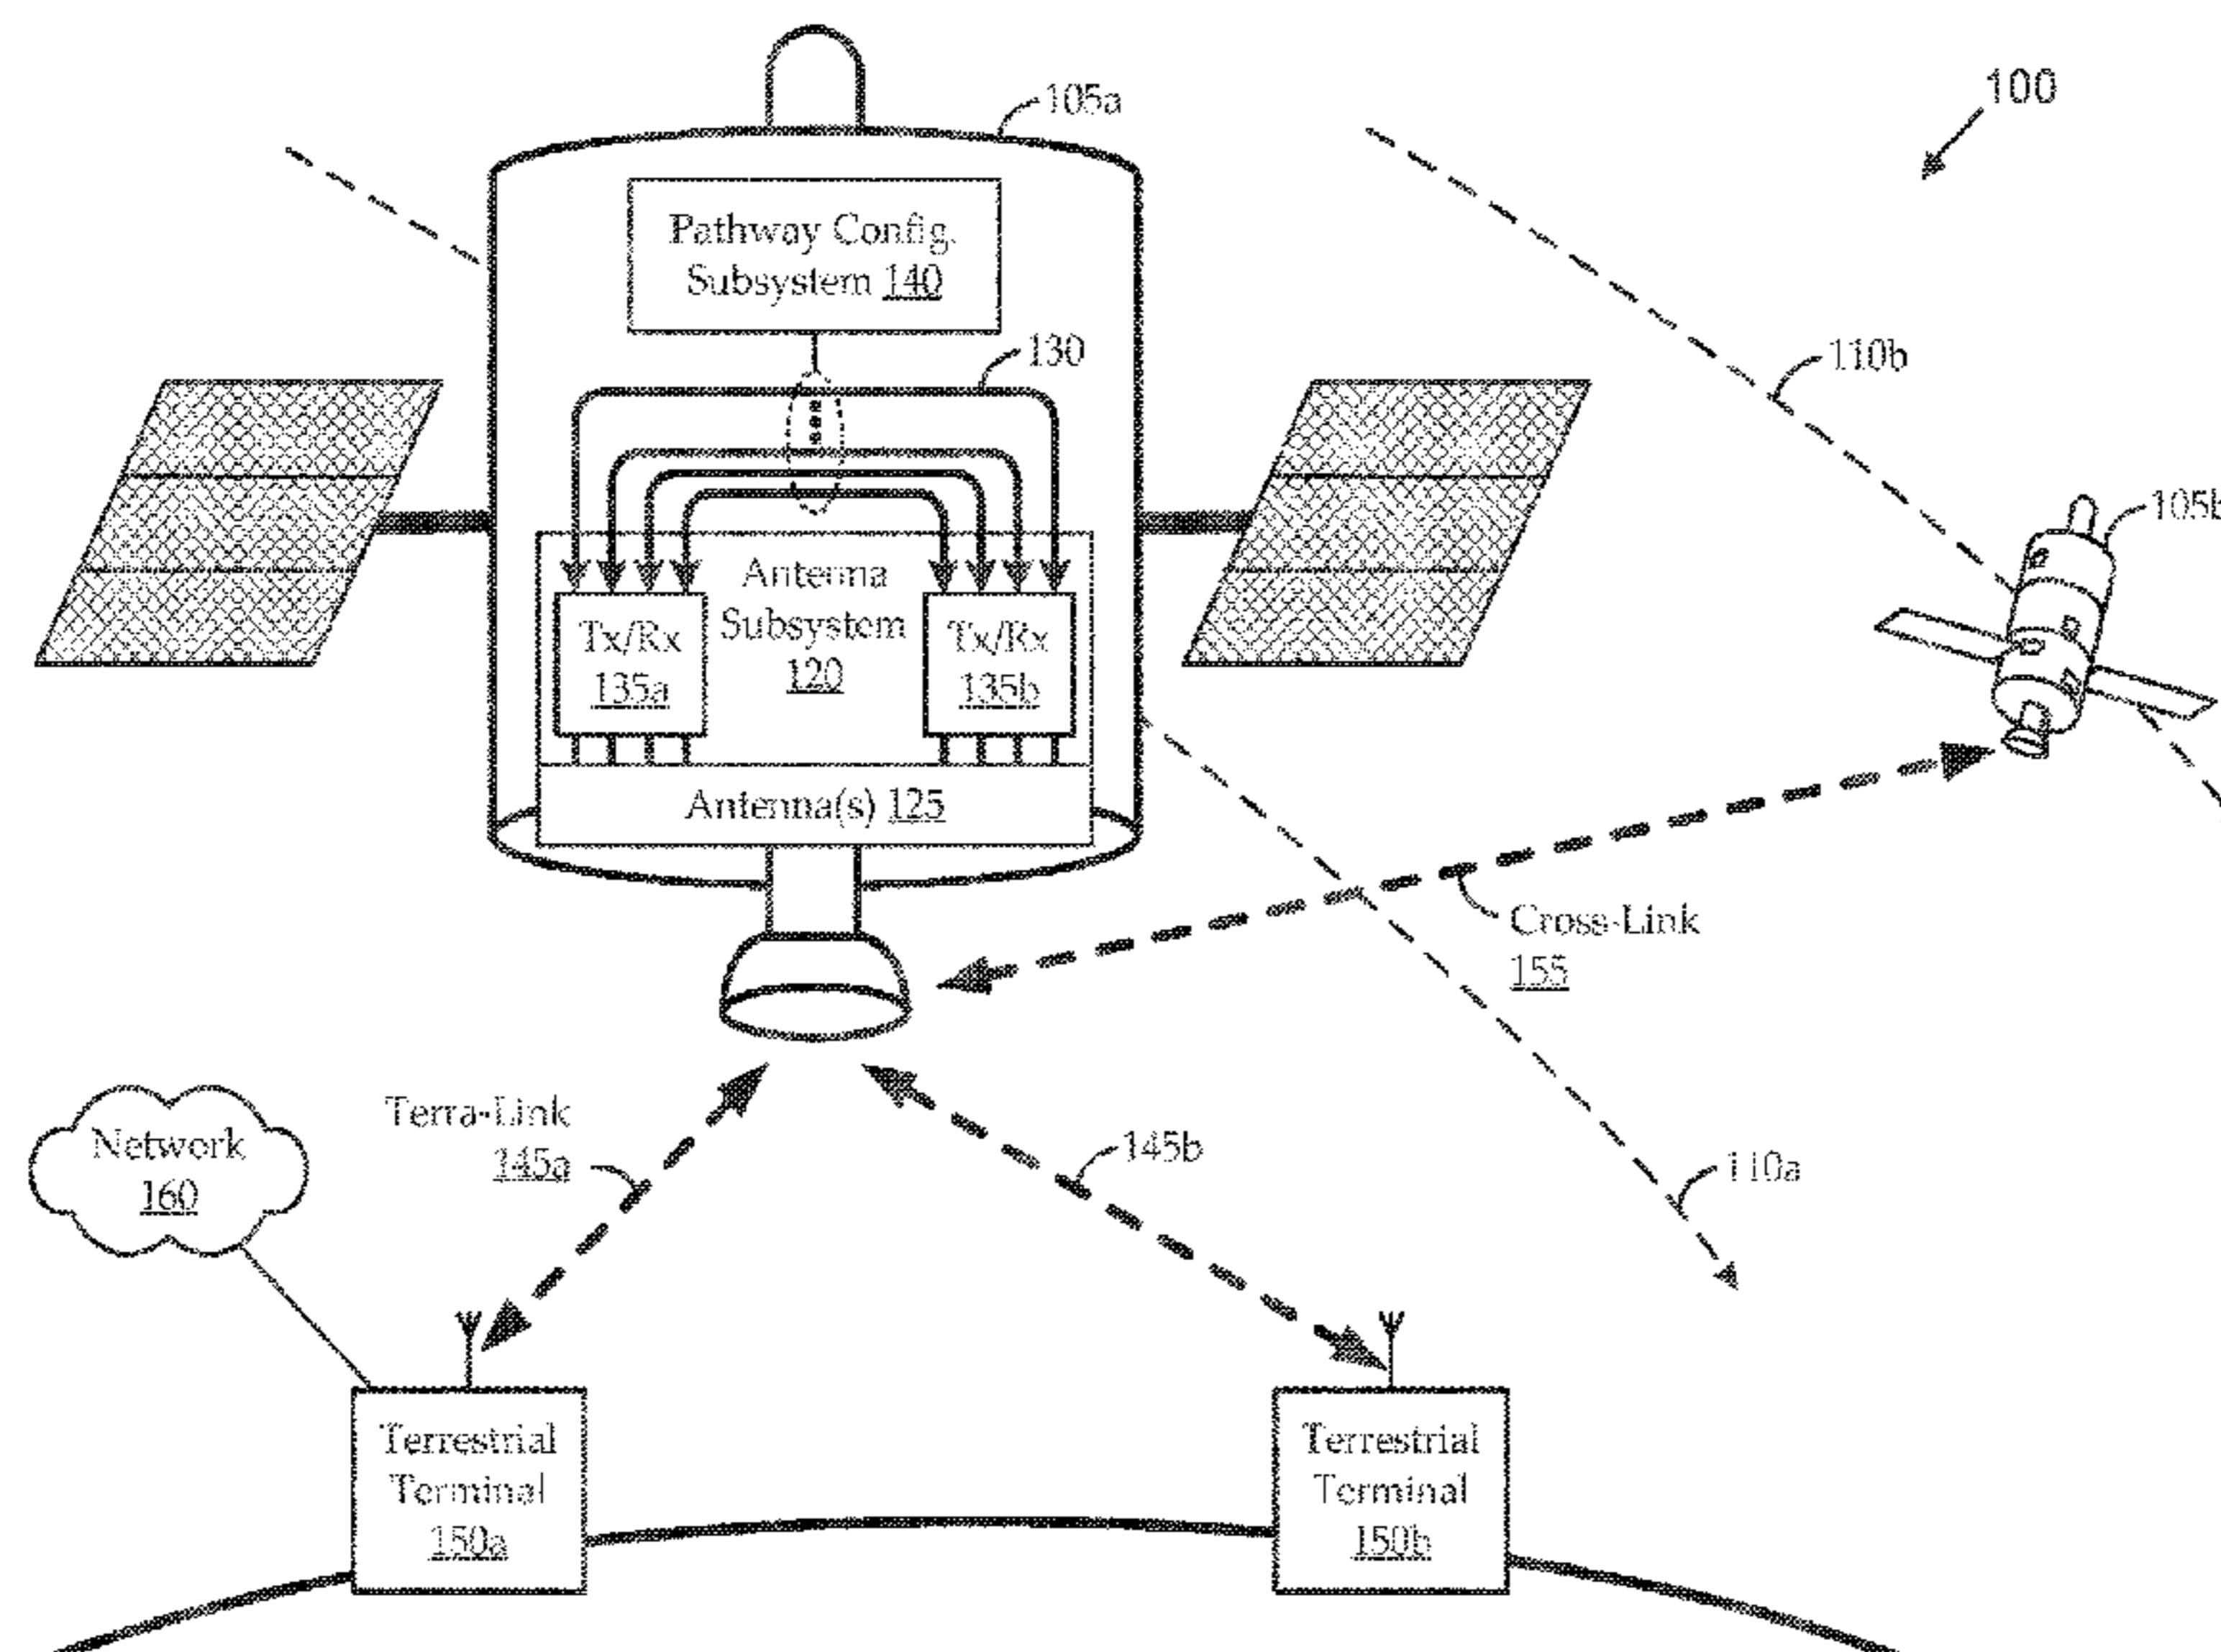 100
105a
Pathway Config.
Subsystem 140
130
110b
105b
Antenna
Subsystem
120
Tx/Rx
135a
Tx/Rx
135b
Antenna(s) 125
Cross-Link
155
Terra-Link
145a
145b
110a
Network
160
Terrestrial
Terminal
150a
Terrestrial
Terminal
150b